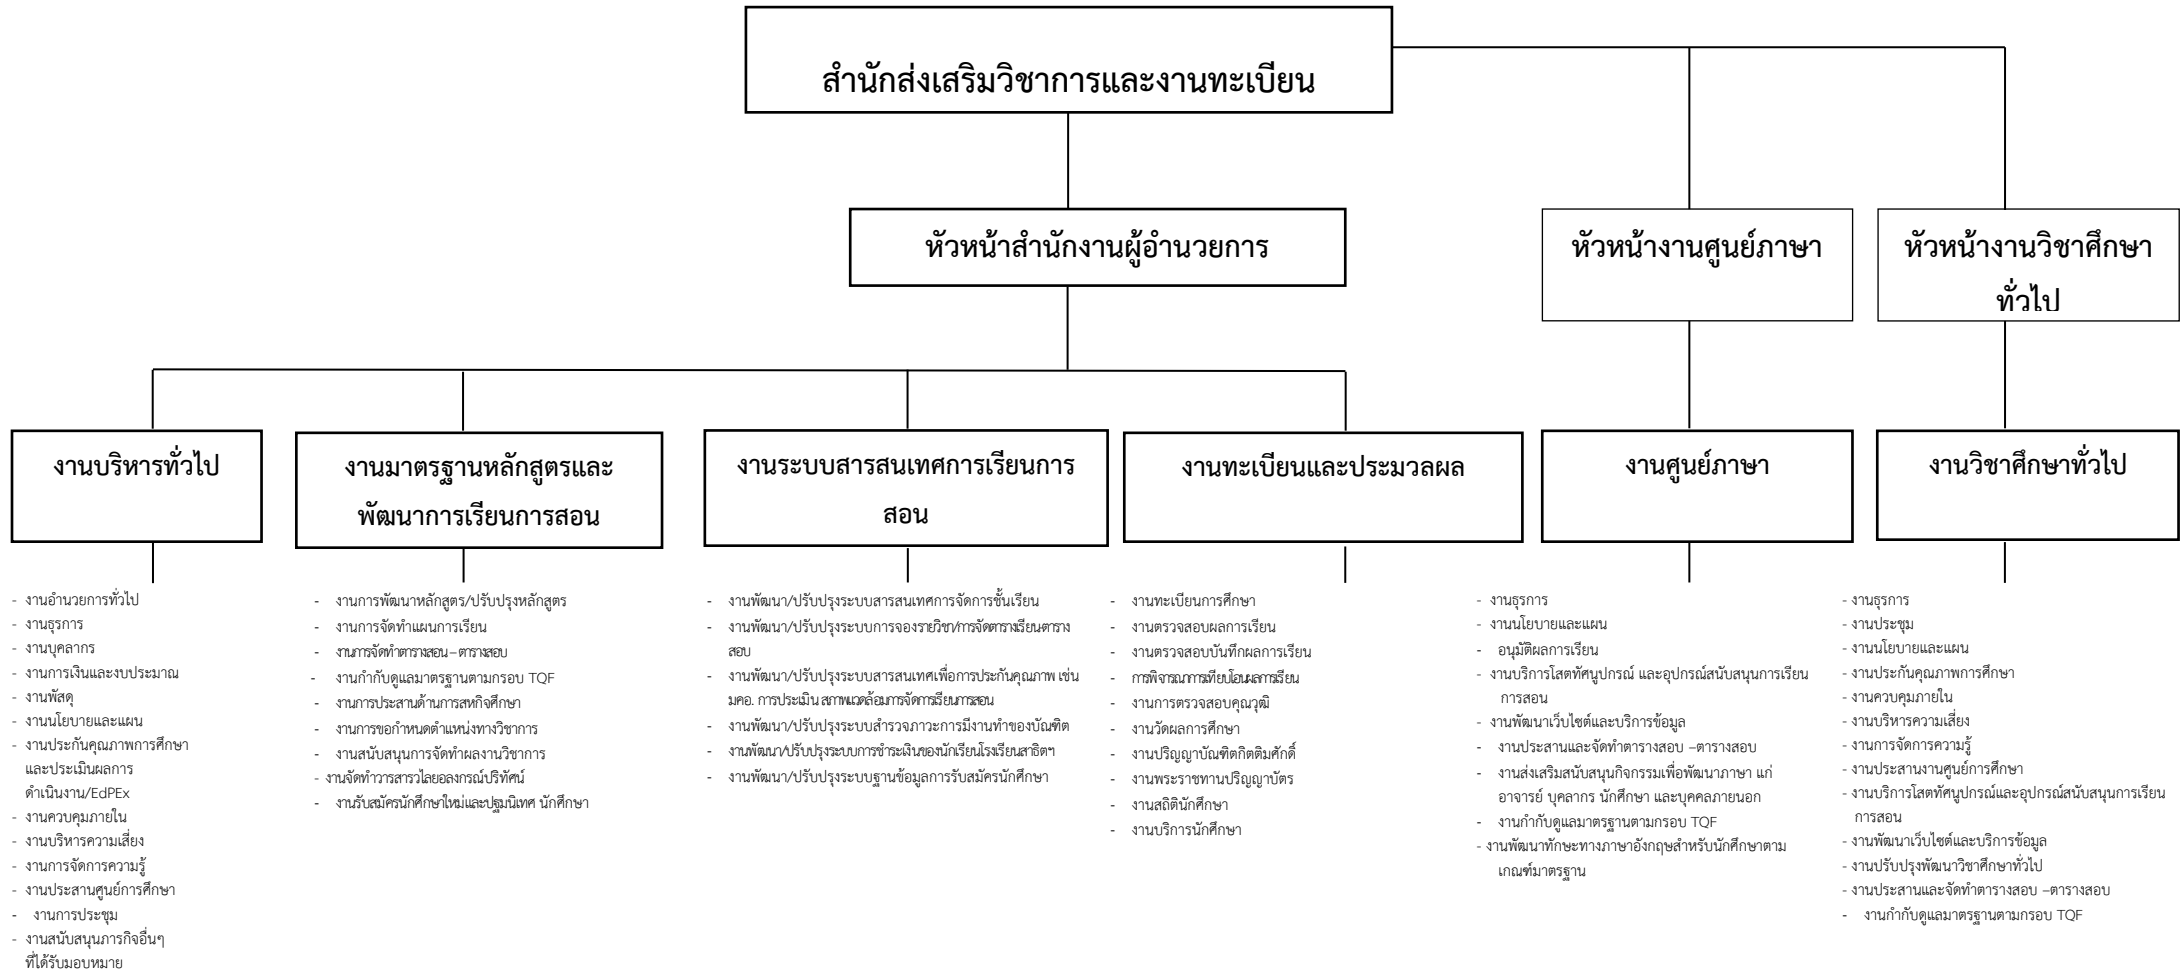 สำนักส่งเสริมวิชาการและงานทะเบียน
หัวหน้าสำนักงานผู้อำนวยการ
หัวหน้างานศูนย์ภาษา
หัวหน้างานวิชาศึกษา
ทั่วไป
งานบริหารทั่วไป
งานมาตรฐานหลักสูตรและ
พัฒนาการเรียนการสอน
งานระบบสารสนเทศการเรียนการ
สอน
งานทะเบียนและประมวลผล
งานศูนย์ภาษา
งานวิชาศึกษาทั่วไป
- งานอำนวยการทั่วไป
- งานธุรการ
- งานบุคลากร
- งานการเงินและงบประมาณ
- งานพัสดุ
- งานนโยบายและแผน
- งานประกันคุณภาพการศึกษา
และประเมินผลการ
ดำเนินงาน/EdPEx
- งานควบคุมภายใน
- งานบริหารความเสี่ยง
- งานการจัดการความรู้
- งานประสานศูนย์การศึกษา
- งานการประชุม
- งานสนับสนุนภารกิจอื่นๆ
ที่ได้รับมอบหมาย
- งานการพัฒนาหลักสูตร/ปรับปรุงหลักสูตร
- งานการจัดทำแผนการเรียน
- งานการจัดทำตารางสอน – ตารางสอบ
- งานกำกับดูแลมาตรฐานตามกรอบ TQF
- งานการประสานด้านการสหกิจศึกษา
- งานการขอกำหนดตำแหน่งทางวิชาการ
- งานสนับสนุนการจัดทำผลงานวิชาการ
- งานจัดทำวารสารวไลยอลงกรณ์ปริทัศน์
- งานรับสมัครนักศึกษาใหม่และปฐมนิเทศ นักศึกษา
- งานพัฒนา/ปรับปรุงระบบสารสนเทศการจัดการชั้นเรียน
- งานพัฒนา/ปรับปรุงระบบการจองรายวิชา/การจัดตารางเรียน-ตาราง
สอบ
- งานพัฒนา/ปรับปรุงระบบสารสนเทศเพื่อการประกันคุณภาพ เช่น
มคอ. การประเมิน สภาพแวดล้อมการจัดการเรียนการสอน
- งานพัฒนา/ปรับปรุงระบบสำรวจภาวะการมีงานทำของบัณฑิต
- งานพัฒนา/ปรับปรุงระบบการชำระเงินของนักเรียนโรงเรียนสาธิตฯ
- งานพัฒนา/ปรับปรุงระบบฐานข้อมูลการรับสมัครนักศึกษา
- งานทะเบียนการศึกษา
- งานตรวจสอบผลการเรียน
- งานตรวจสอบบันทึกผลการเรียน
- การพิจารณาการเทียบโอนผลการเรียน
- งานการตรวจสอบคุณวุฒิ
- งานวัดผลการศึกษา
- งานปริญญาบัณฑิตกิตติมศักดิ์
- งานพระราชทานปริญญาบัตร
- งานสถิตินักศึกษา
- งานบริการนักศึกษา
- งานธุรการ
- งานนโยบายและแผน
- อนุมัติผลการเรียน
- งานบริการโสตทัศนูปกรณ์ และอุปกรณ์สนับสนุนการเรียน
การสอน
- งานพัฒนาเว็บไซต์และบริการข้อมูล
- งานประสานและจัดทำตารางสอบ –ตารางสอบ
- งานส่งเสริมสนับสนุนกิจกรรมเพื่อพัฒนาภาษา แก่
อาจารย์ บุคลากร นักศึกษา และบุคคลภายนอก
- งานกำกับดูแลมาตรฐานตามกรอบ TQF
- งานพัฒนาทักษะทางภาษาอังกฤษสำหรับนักศึกษาตาม
เกณฑ์มาตรฐาน
- งานธุรการ
- งานประชุม
- งานนโยบายและแผน
- งานประกันคุณภาพการศึกษา
- งานควบคุมภายใน
- งานบริหารความเสี่ยง
- งานการจัดการความรู้
- งานประสานงานศูนย์การศึกษา
- งานบริการโสตทัศนูปกรณ์และอุปกรณ์สนับสนุนการเรียน
การสอน
- งานพัฒนาเว็บไซต์และบริการข้อมูล
- งานปรับปรุงพัฒนาวิชาศึกษาทั่วไป
- งานประสานและจัดทำตารางสอบ –ตารางสอบ
- งานกำกับดูแลมาตรฐานตามกรอบ TQF